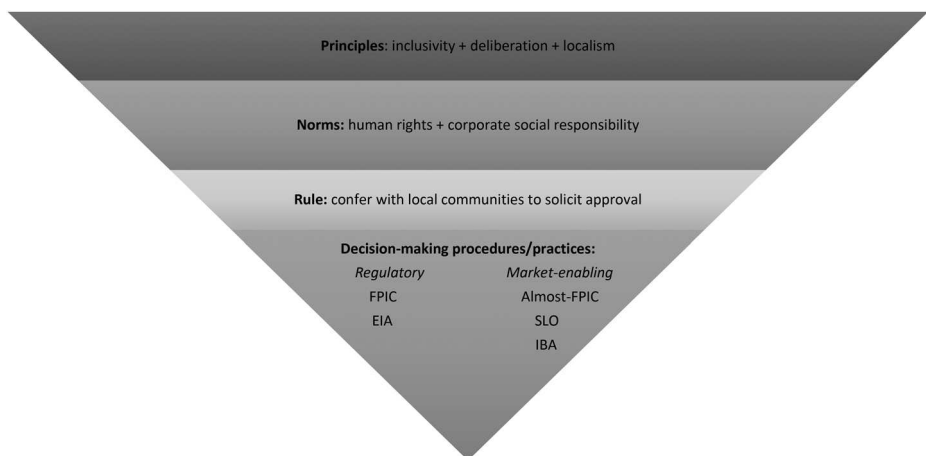 Principles: inclusivity + deliberation + localism
Norms: human rights + corporate social responsibility
Rule: confer with local communities to solicit approval
Decision-making procedures/practices:
Regulatory Market-enabling
FPIC Almost-FPIC
EIA SLO
IBA